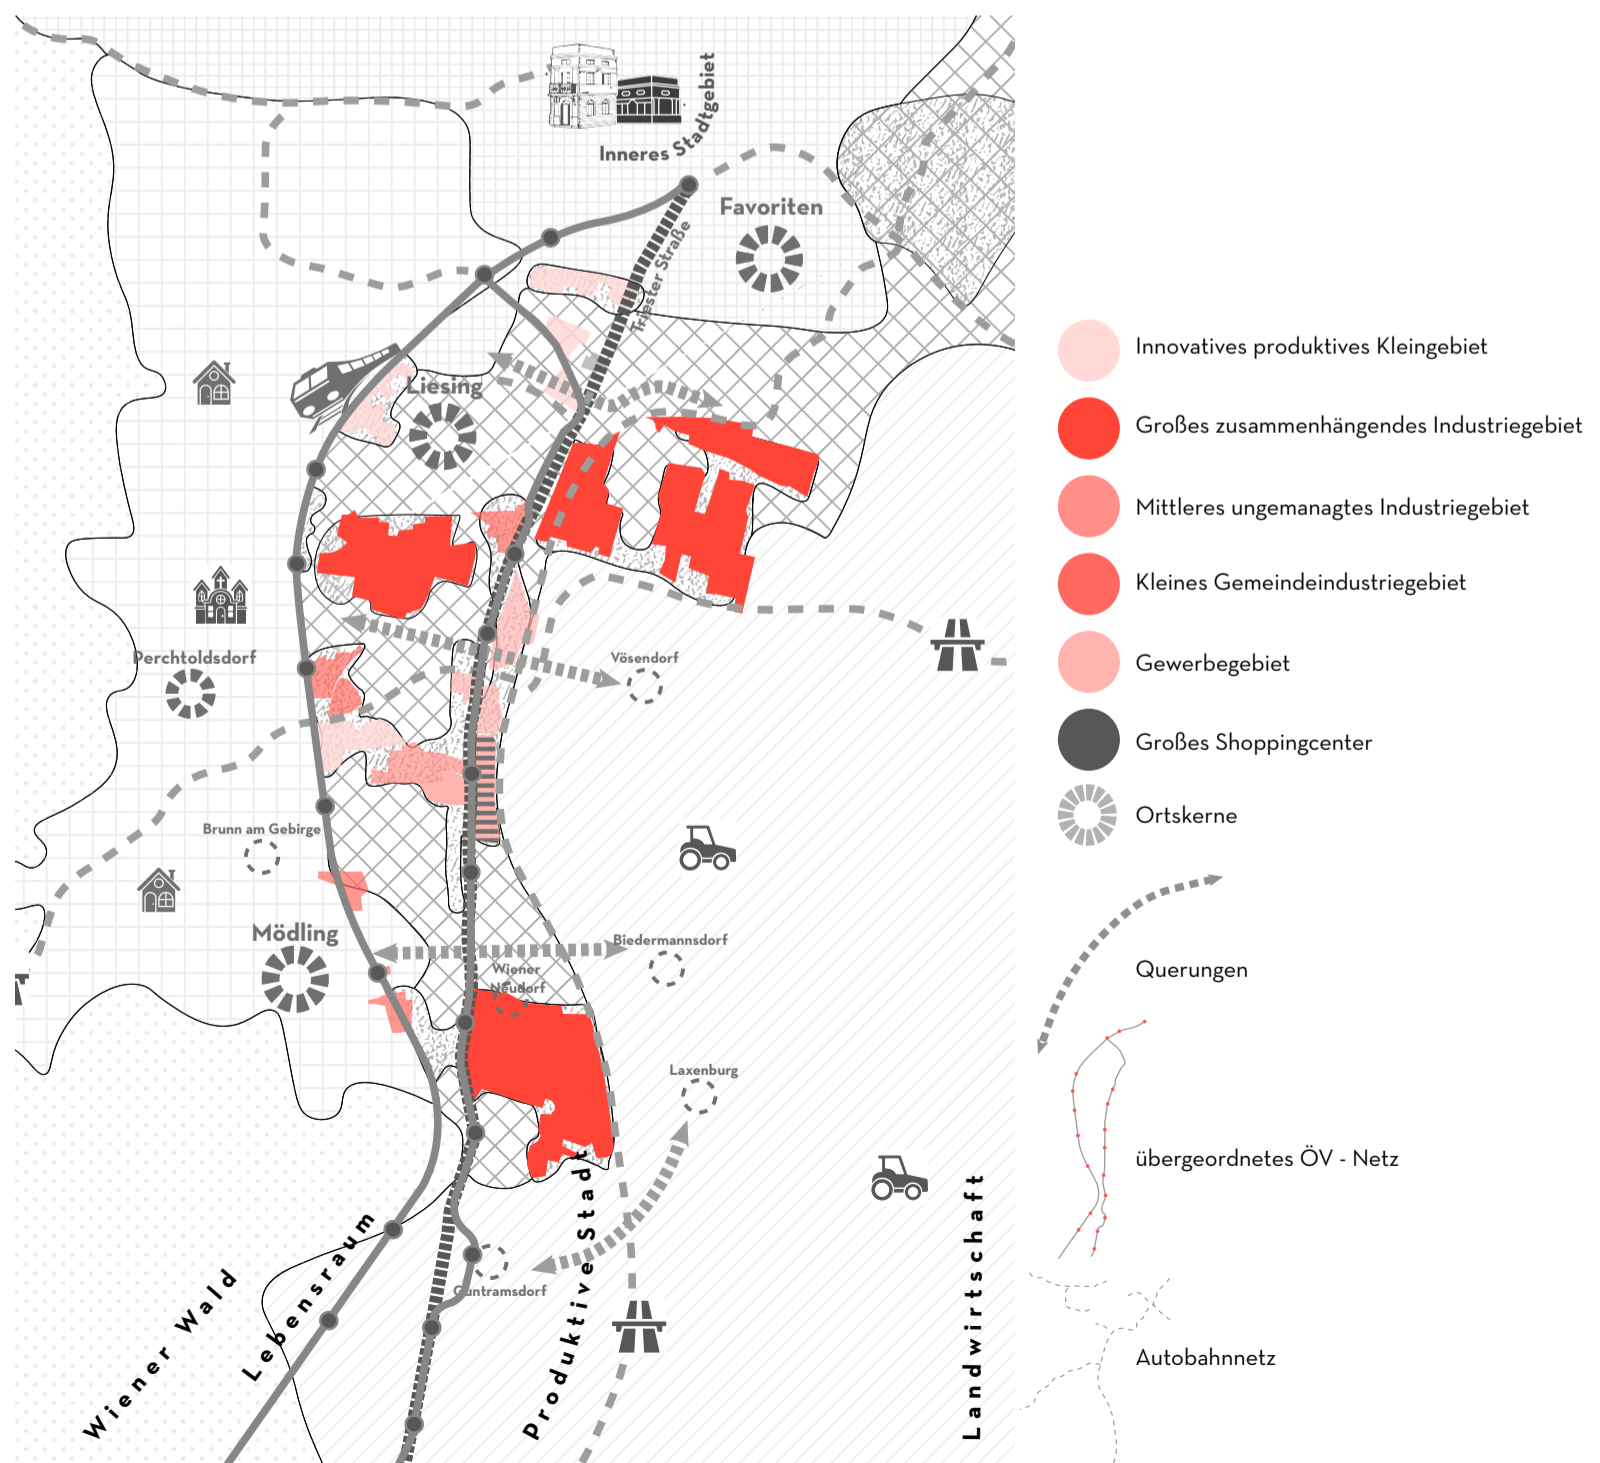 Inneres Stadtgebiet
Favoriten
Triester Straße
Liesing
Perchtoldsdorf
Vösendorf
Brunn am Gebirge
Mödling
Biedermannsdorf
Wiener
Neudorf
Laxenburg
Guntramsdorf
Wiener Wald
Lebensraum
Produktive Stadt
Landwirtschaft
Innovatives produktives Kleingebiet
Großes zusammenhängendes Industriegebiet
Mittleres ungemanagtes Industriegebiet
Kleines Gemeindeindustriegebiet
Gewerbegebiet
Großes Shoppingcenter
Ortskerne
Querungen
übergeordnetes ÖV - Netz
Autobahnnetz